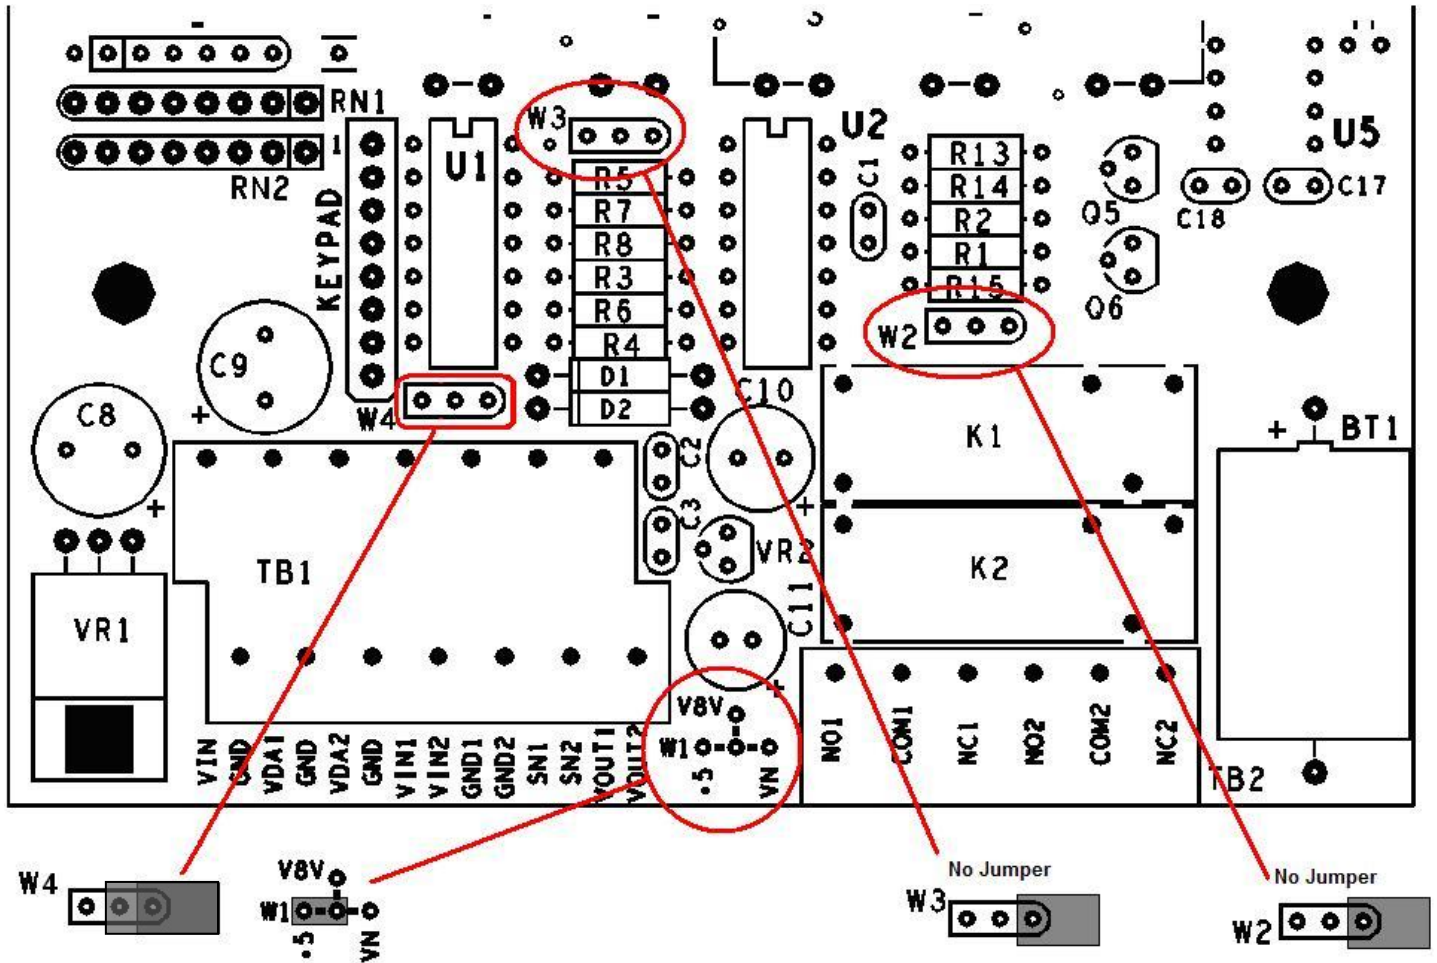 RN1
1
RN2
KEYPAD
U1
W3
R5
R7
R8
R3
R6
R4
D1
D2
U2
C1
R13
R14
R2
R1
R15
W2
Q5
Q6
U5
C18
C17
C9
+
C8
+
W4
C10
+
C2
C3
VR2
C11
+
K1
K2
+ BT1
TB1
VR1
V8V
W1
.5
VN
VIN
GND
VDA1
GND
VDA2
GND
VIN1
VIN2
GND1
GND2
SN1
SN2
VOUT1
VOUT2
NO1
COM1
NC1
NO2
COM2
NC2
TB2
W4
V8V
W1
.5
VN
No Jumper
W3
No Jumper
W2